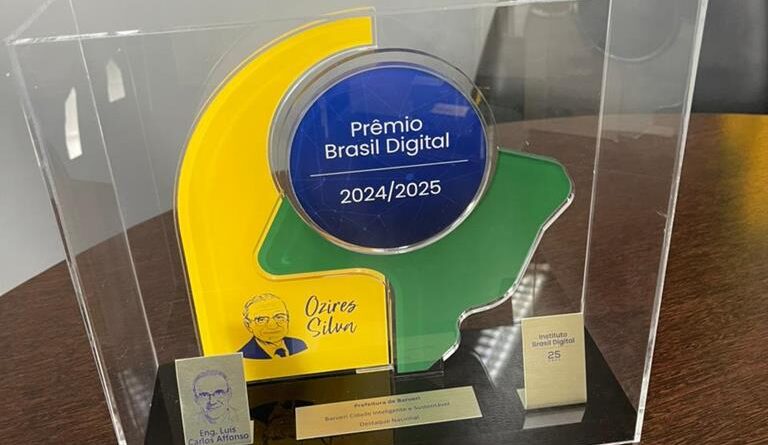 Prêmio
Brasil Digital
2024/2025
Ozires
Silva
Eng. Luis
Carlos Affonso
Prefeitura de Barueri
Barueri Cidade Inteligente e Sustentável
Destaque Nacional
Instituto
Brasil Digital
25